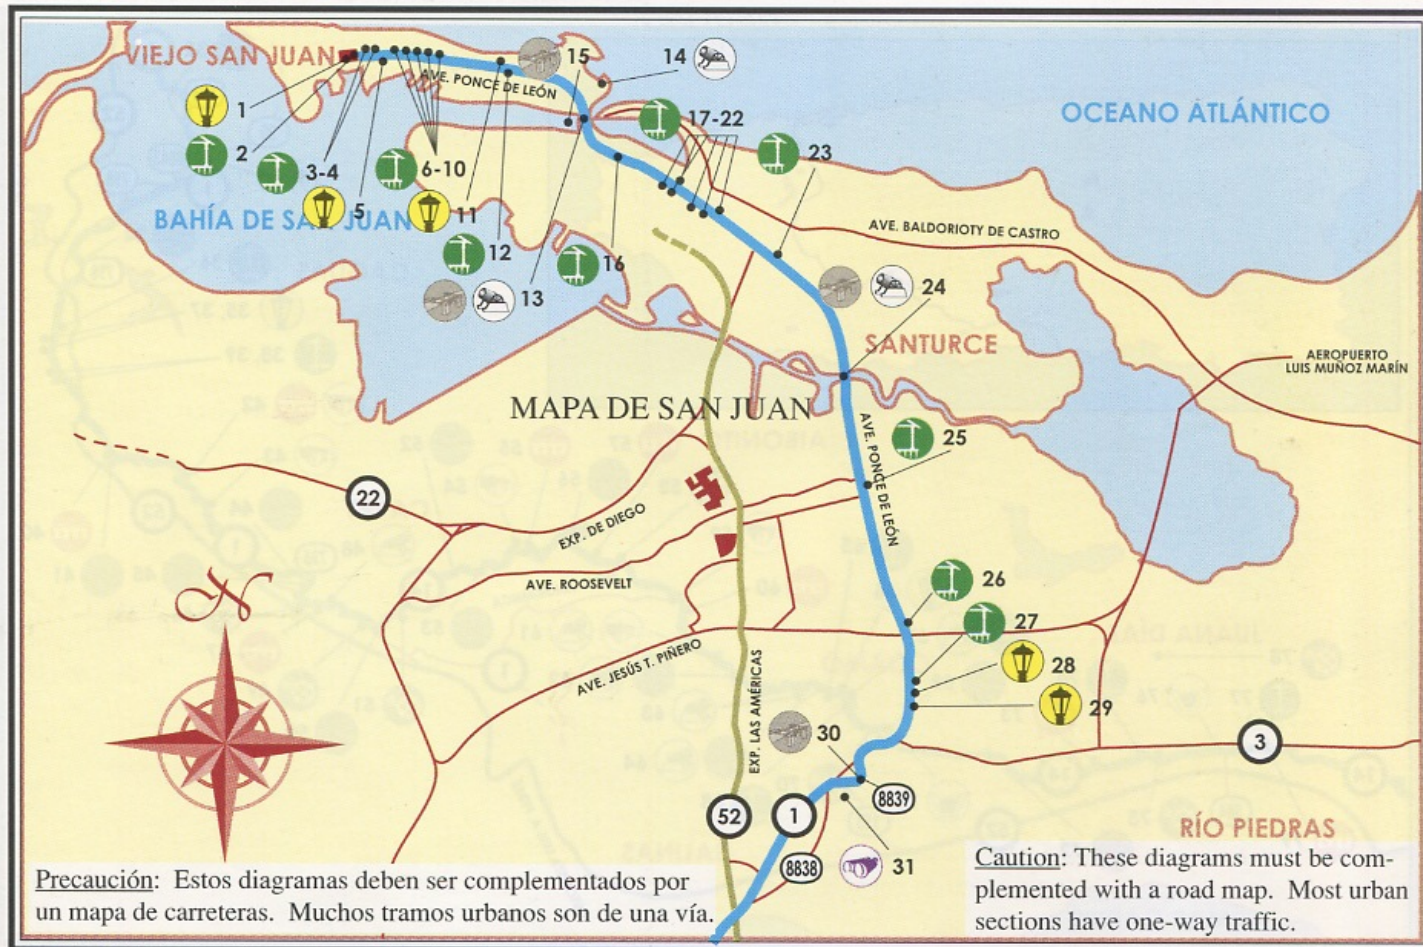 VIEJO SAN JUAN
AVE. PONCE DE LEÓN
15
14
OCEANO ATLÁNTICO
1
2
3-4
6-10
17-22
23
BAHÍA DE SAN JUAN
5
11
12
16
13
AVE. BALDORIOTY DE CASTRO
24
SANTURCE
AEROPUERTO
LUIS MUÑOZ MARÍN
MAPA DE SAN JUAN
AVE. PONCE DE LEÓN
25
22
EXP. DE DIEGO
AVE. ROOSEVELT
26
27
28
29
AVE. JESÚS T. PIÑERO
EXP. LAS AMÉRICAS
N
30
3
8839
52
1
8838
31
RÍO PIEDRAS
Precaución: Estos diagramas deben ser complementados por
un mapa de carreteras. Muchos tramos urbanos son de una vía.
Caution: These diagrams must be com-
plemented with a road map. Most urban
sections have one-way traffic.